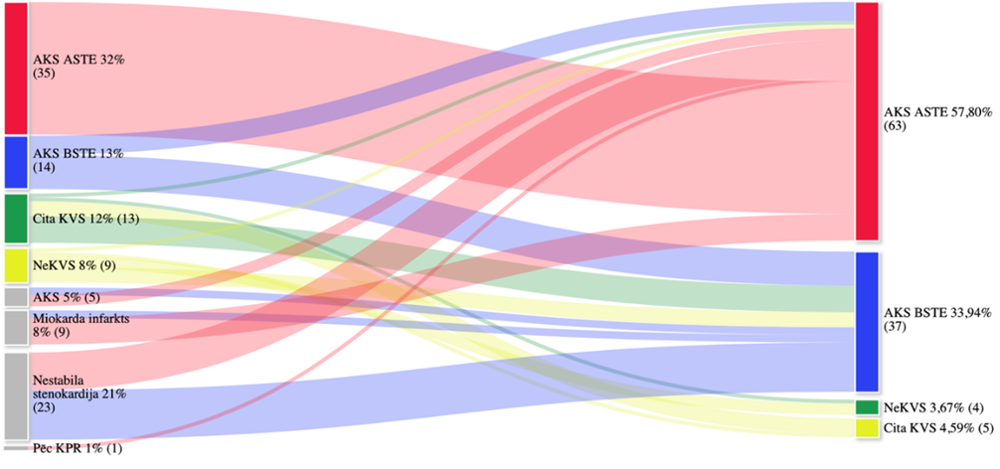 AKS ASTE 32%
(35)
AKS BSTE 13%
(14)
Cita KVS 12% (13)
NeKVS 8% (9)
AKS 5% (5)
Miokarda infarkts
8% (9)
Nestabila
stenokardija 21%
(23)
Pēc KPR 1% (1)
AKS ASTE 57,80%
(63)
AKS BSTE 33,94%
(37)
NeKVS 3,67% (4)
Cita KVS 4,59% (5)